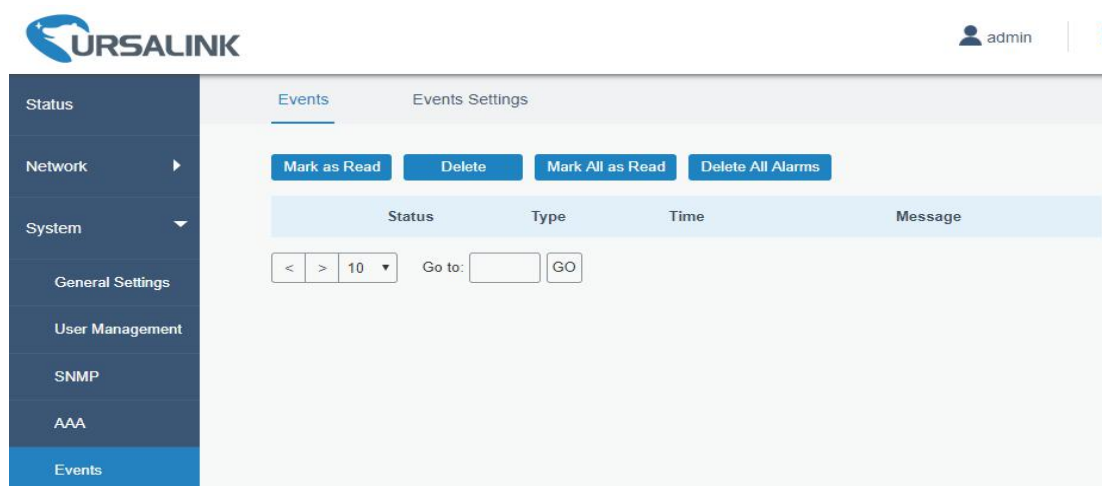 URSALINK
admin
Status
Network
System
General Settings
User Management
SNMP
AAA
Events
Events Events Settings
Mark as Read Delete Mark All as Read Delete All Alarms
Status Type Time Message
< > 10 Go to: GO